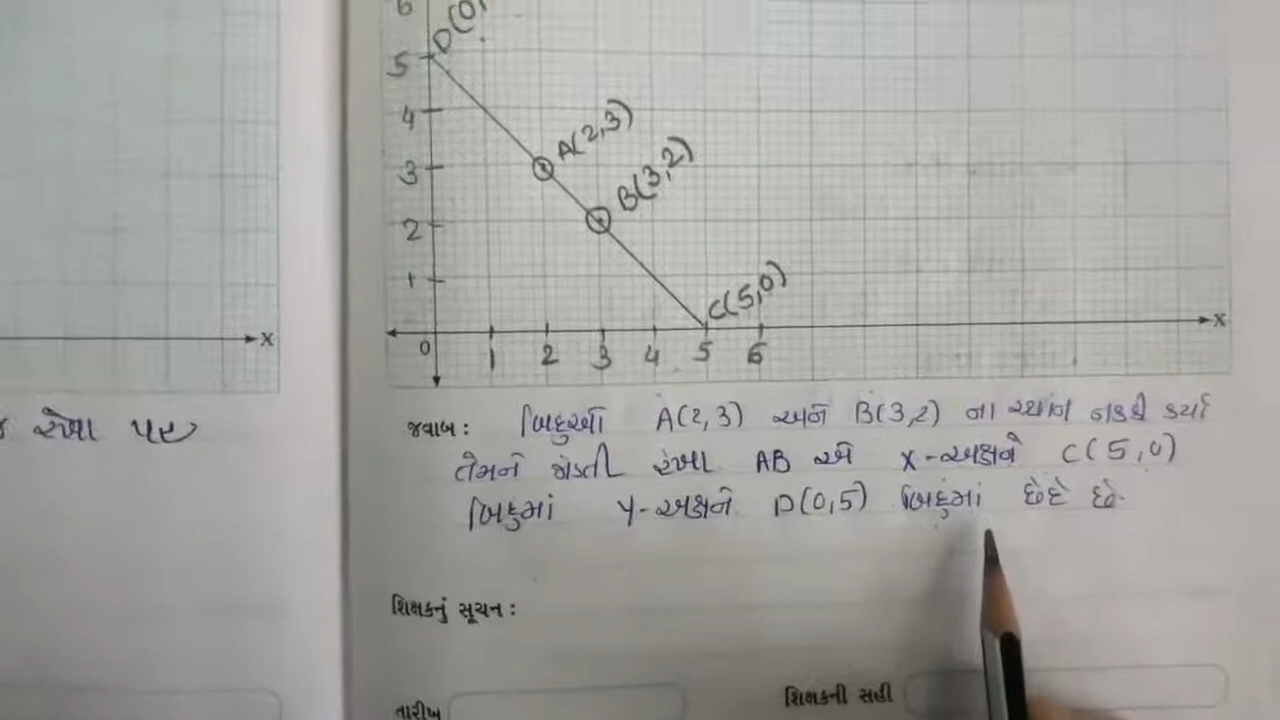 6
D(0,
5
4
A(2,3)
3
B(3,2)
2
1
C(5,0)
X
X
0 1 2 3 4 5 6
રેખા પર
જવાબ : બિંદુઓ A(2,3) અને B(3,2) ના સ્થાન નક્કી કર્યા
તેમને જોડતી રેખા AB એ X-અક્ષને C(5,0)
બિંદુમાં Y-અક્ષને D(0,5) બિંદુમાં છેદે છે.
શિક્ષકનું સૂચન :
તારીખ
શિક્ષકની સહી